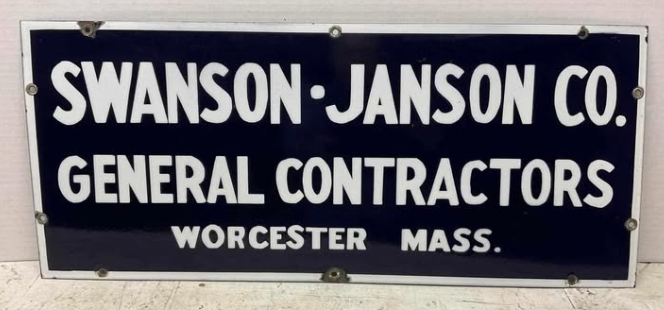 SWANSON·JANSON CO.
GENERAL CONTRACTORS
WORCESTER MASS.